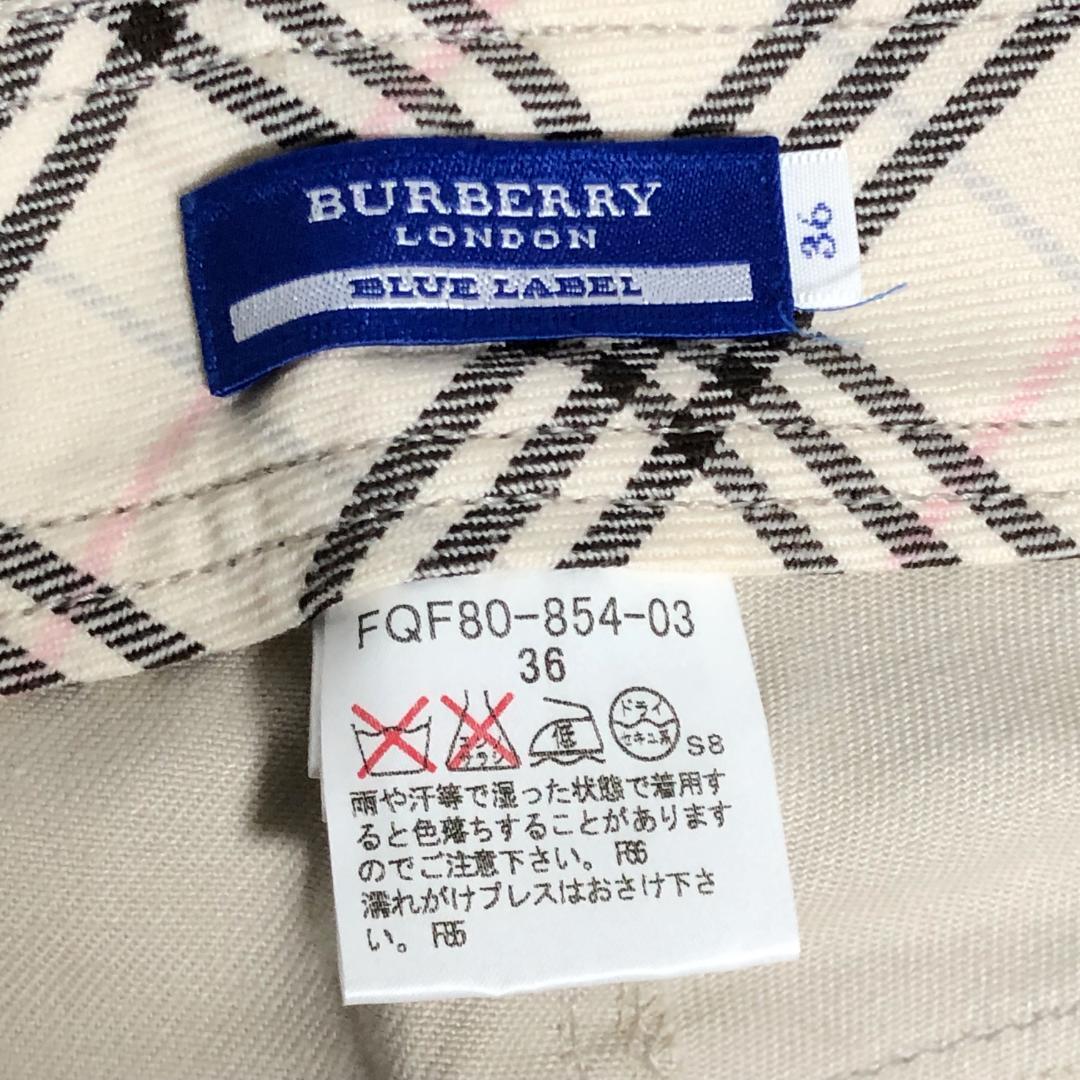 BURBERRY
LONDON
BLUE LABEL
36
FQF80-854-03
36
低
ドライ
セキユ系
S8
雨や汗等で湿った状態で着用す
ると色落ちすることがあります
のでご注意下さい。 F86
濡れがけプレスはおさけ下さ
い。 F85